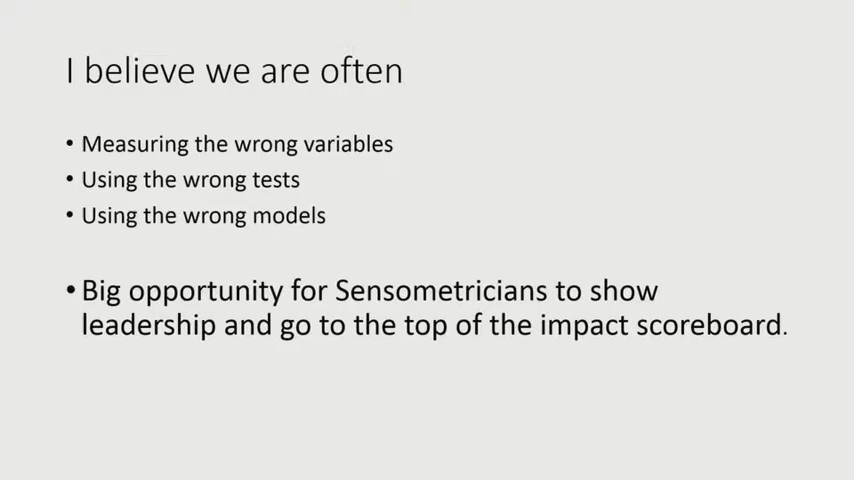 I believe we are often
• Measuring the wrong variables
• Using the wrong tests
• Using the wrong models
• Big opportunity for Sensometricians to show
leadership and go to the top of the impact scoreboard.